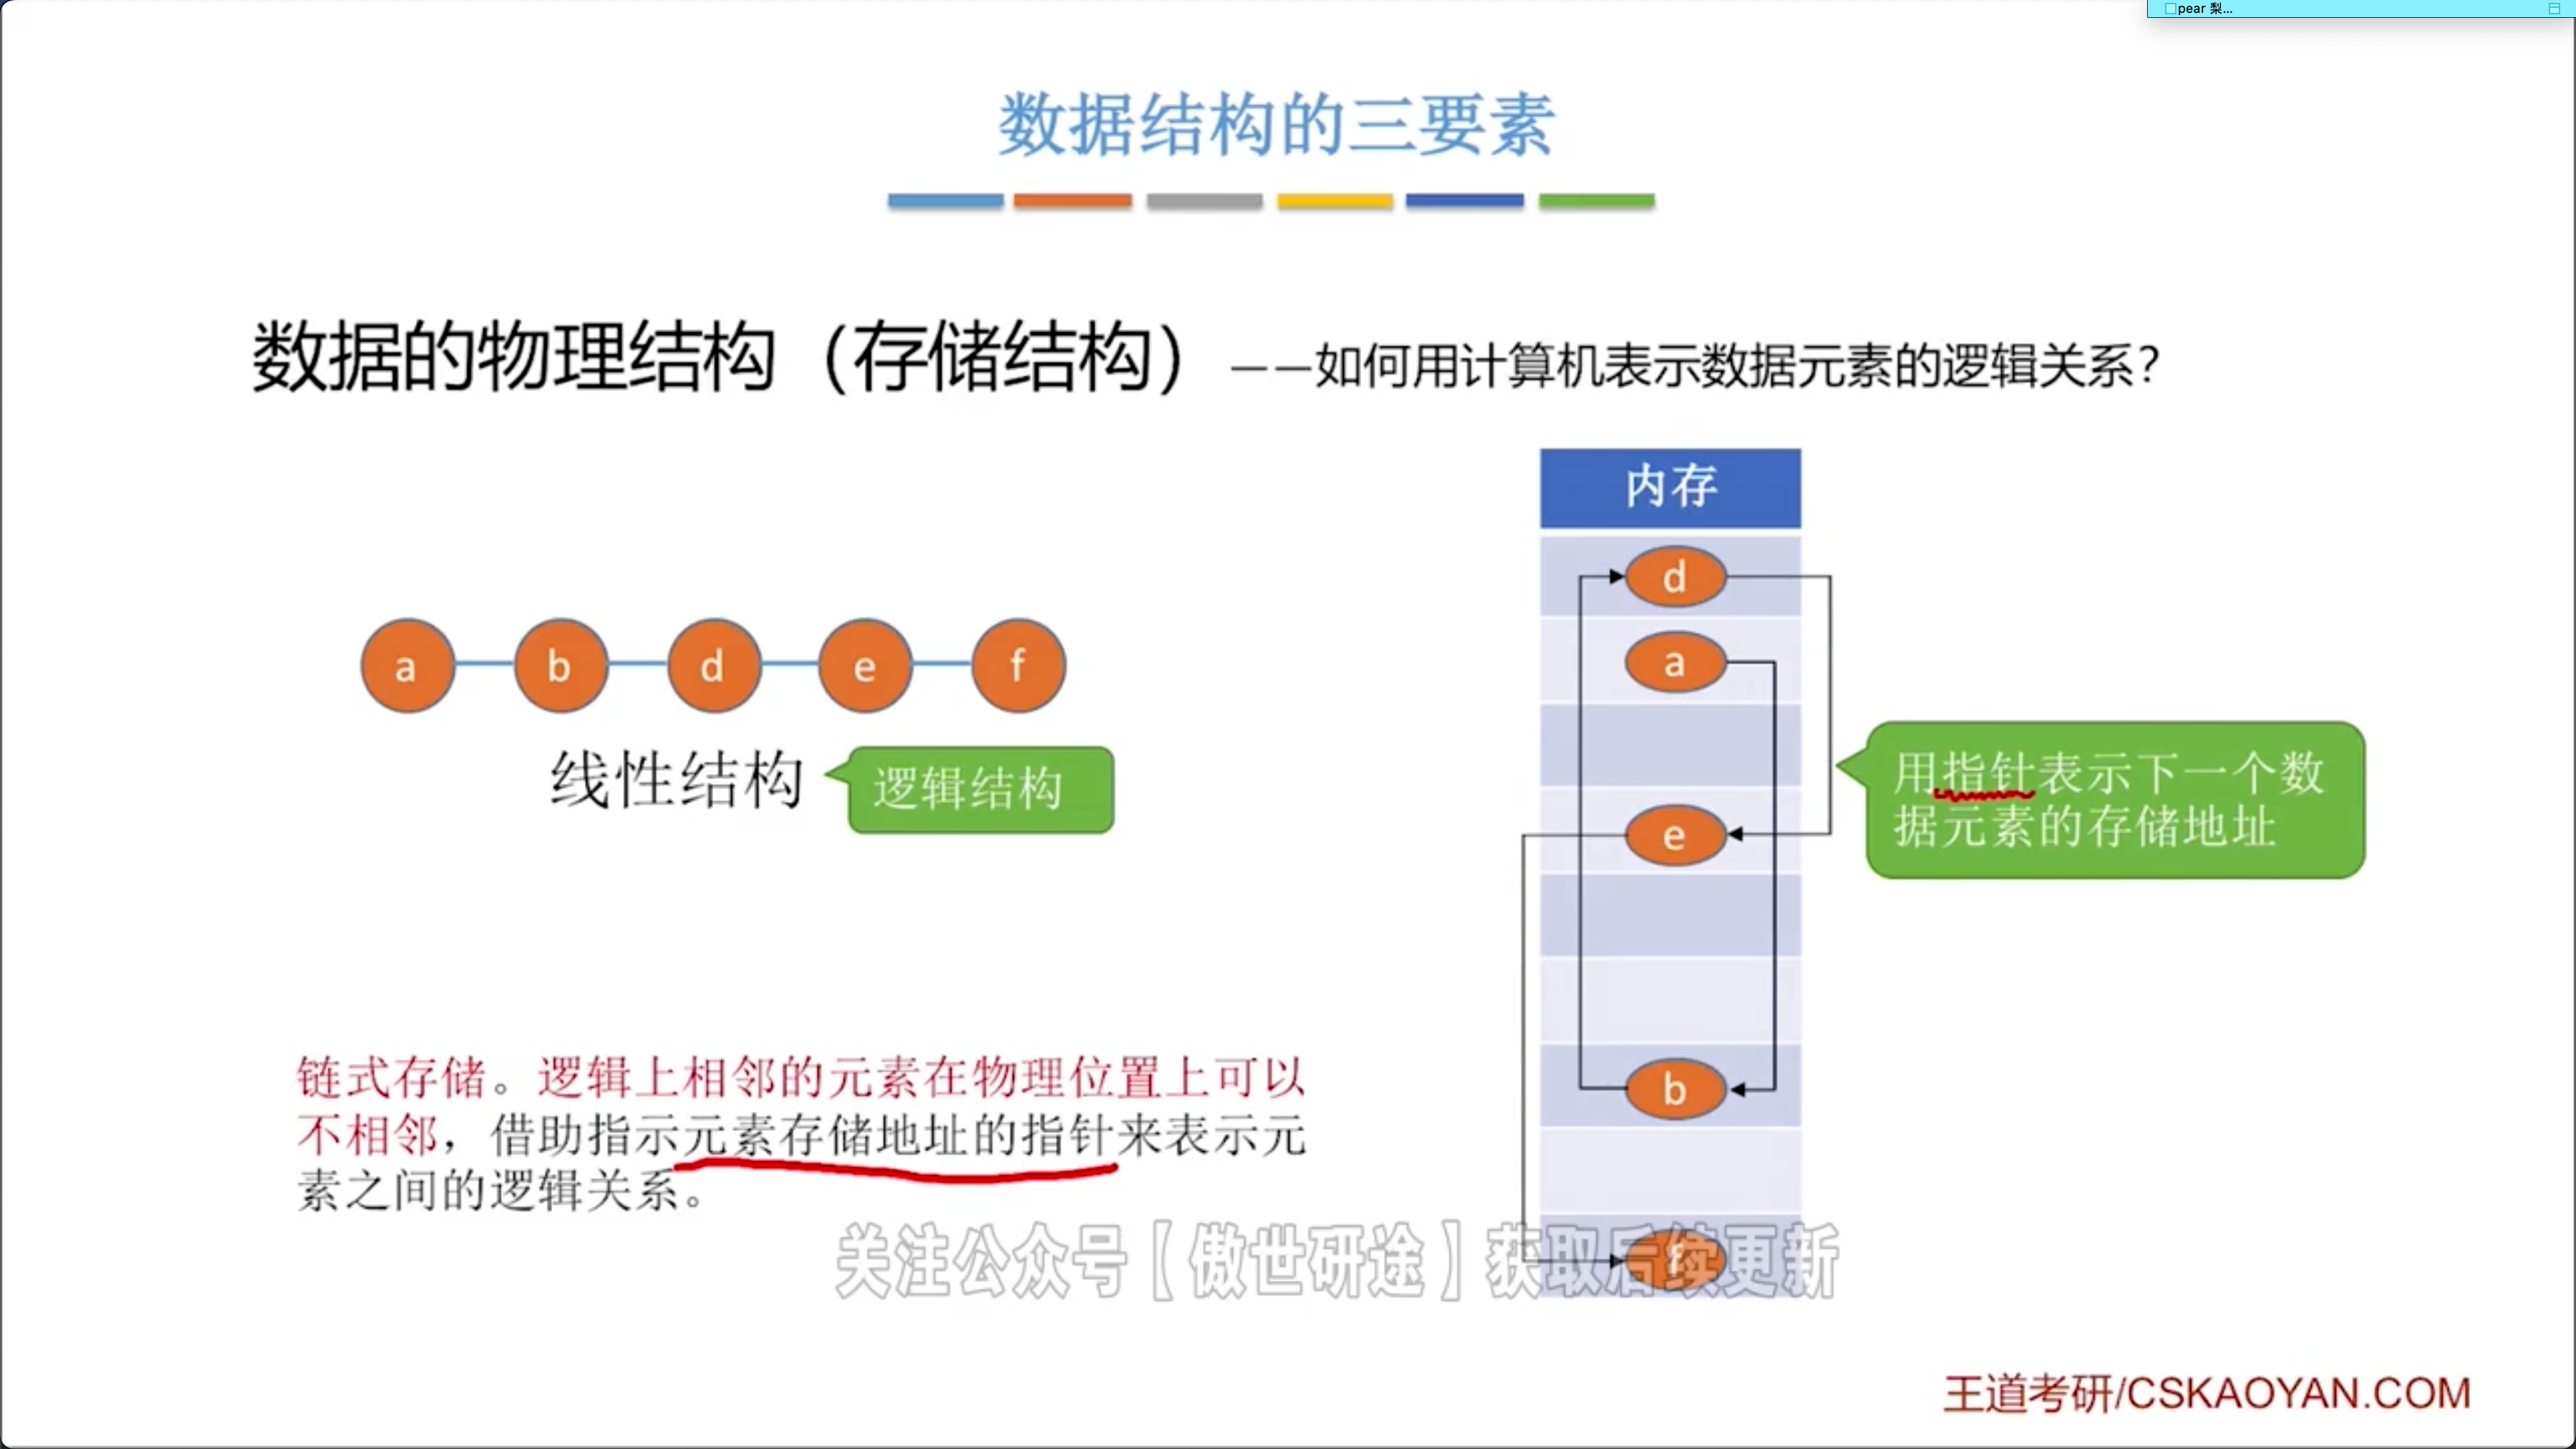 pear 梨...
数据结构的三要素
数据的物理结构（存储结构）——如何用计算机表示数据元素的逻辑关系？
内存
d
a
e
b
f
a b d e f
线性结构
逻辑结构
用指针表示下一个数
据元素的存储地址
链式存储。逻辑上相邻的元素在物理位置上可以
不相邻，借助指示元素存储地址的指针来表示元
素之间的逻辑关系。
关注公众号【傲世研途】获取后续更新
王道考研/CSKAOYAN.COM